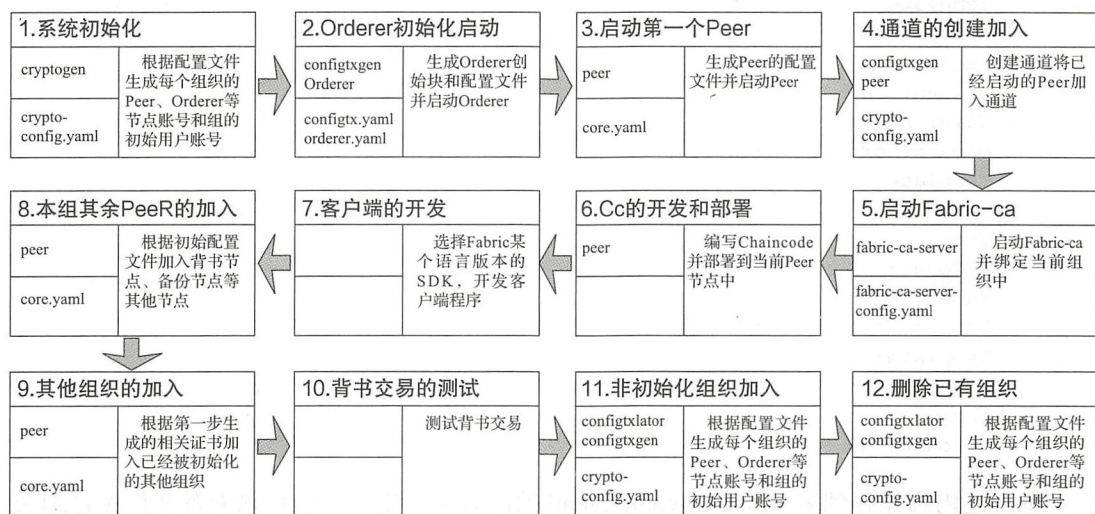 1.系统初始化
cryptogen
crypto-
config.yaml
根据配置文件
生成每个组织的
Peer、Orderer等
节点账号和组的
初始用户账号
2.Orderer初始化启动
configtxgen
Orderer
configtx.yaml
orderer.yaml
生成Orderer创
始块和配置文件
并启动Orderer
3.启动第一个Peer
peer
core.yaml
生成Peer的配置
文件并启动Peer
4.通道的创建加入
configtxgen
peer
crypto-
config.yaml
创建通道将已
经启动的Peer加
入通道
5.启动Fabric-ca
fabric-ca-server
fabric-ca-server-
config.yaml
启动Fabric-ca
并绑定当前组
织中
6.Cc的开发和部署
peer
编写Chaincode
并部署到当前Peer
节点中
7.客户端的开发
选择Fabric某
个语言版本的
SDK，开发客
户端程序
8.本组其余PeeR的加入
peer
core.yaml
根据初始配置
文件加入背书节
点、备份节点等
其他节点
9.其他组织的加入
peer
core.yaml
根据第一步生
成的相关证书加
入已经被初始化
的其他组织
10.背书交易的测试
测试背书交易
11.非初始化组织加入
configtxlator
configtxgen
crypto-
config.yaml
根据配置文件
生成每个组织的
Peer、Orderer等
节点账号和组的
初始用户账号
12.删除已有组织
configtxlator
configtxgen
crypto-
config.yaml
根据配置文件
生成每个组织的
Peer、Orderer等
节点账号和组的
初始用户账号